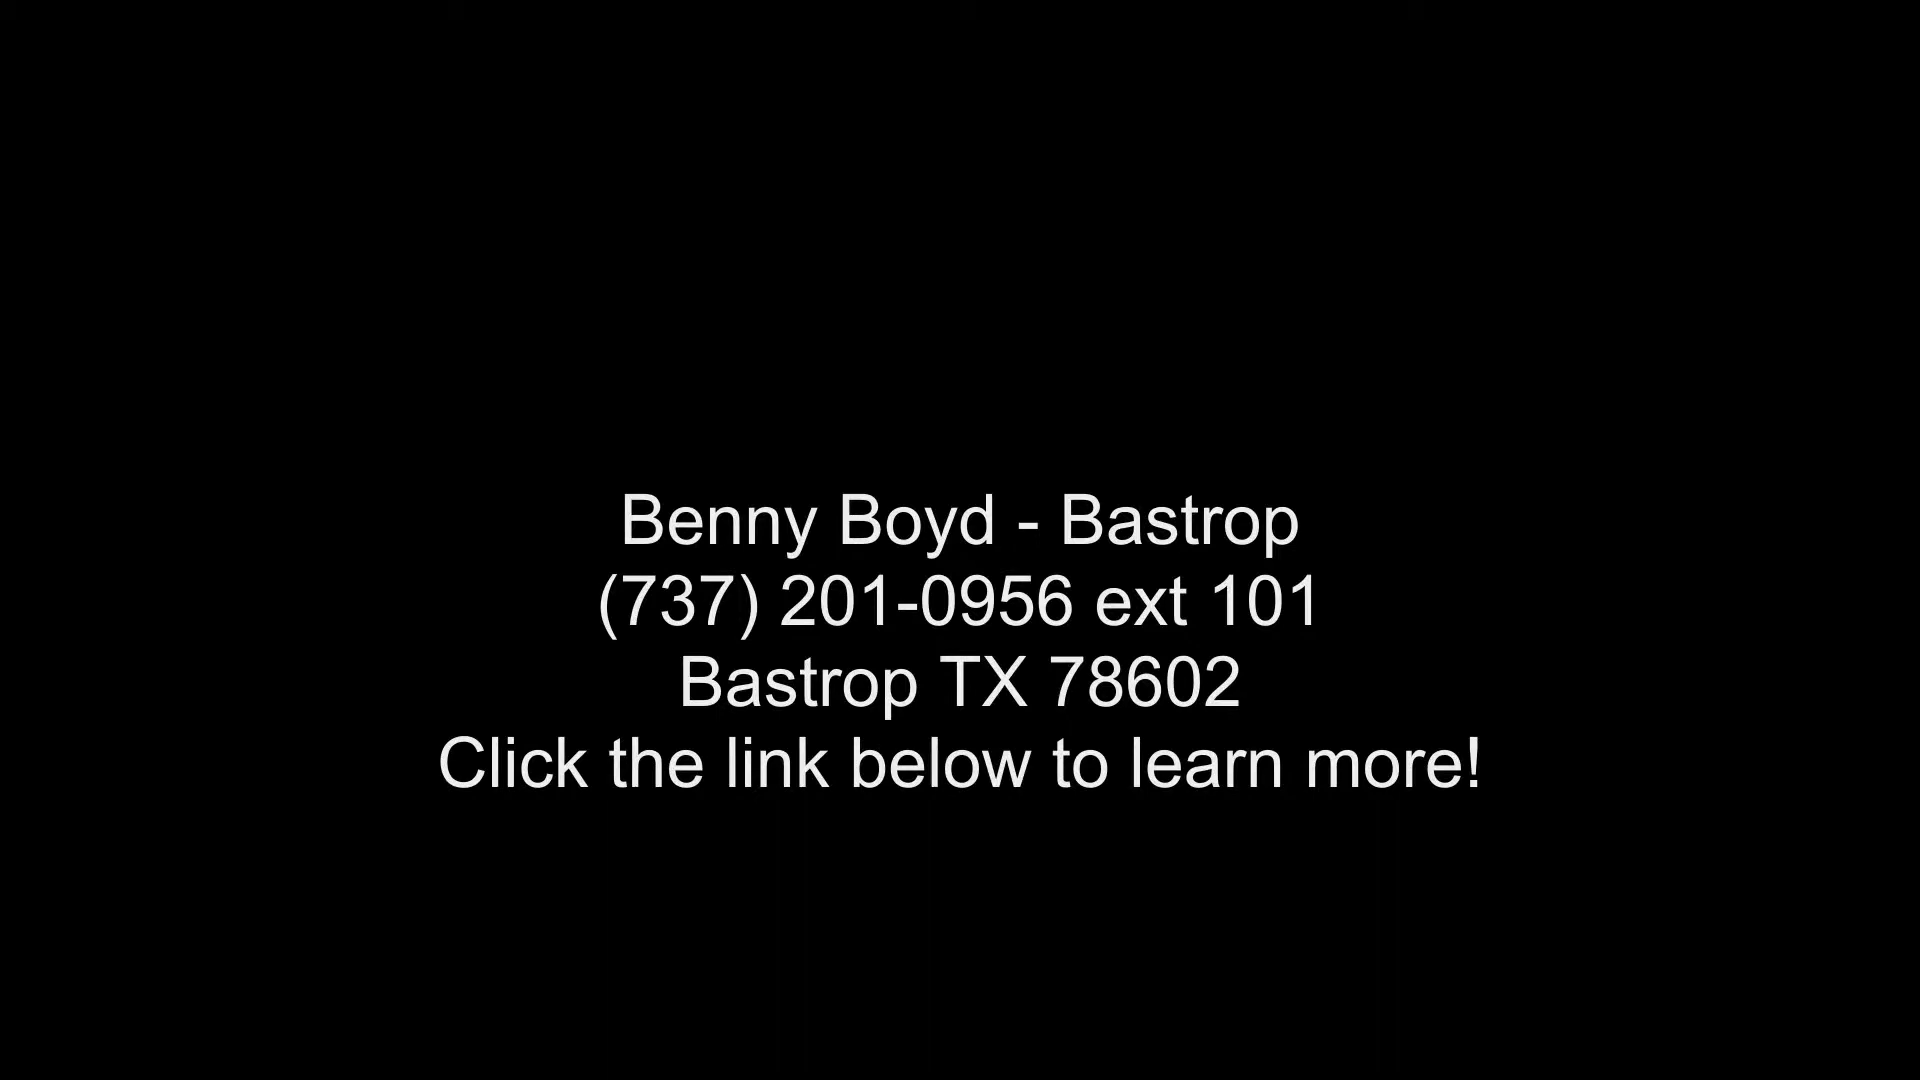 Benny Boyd - Bastrop
(737) 201-0956 ext 101
Bastrop TX 78602
Click the link below to learn more!